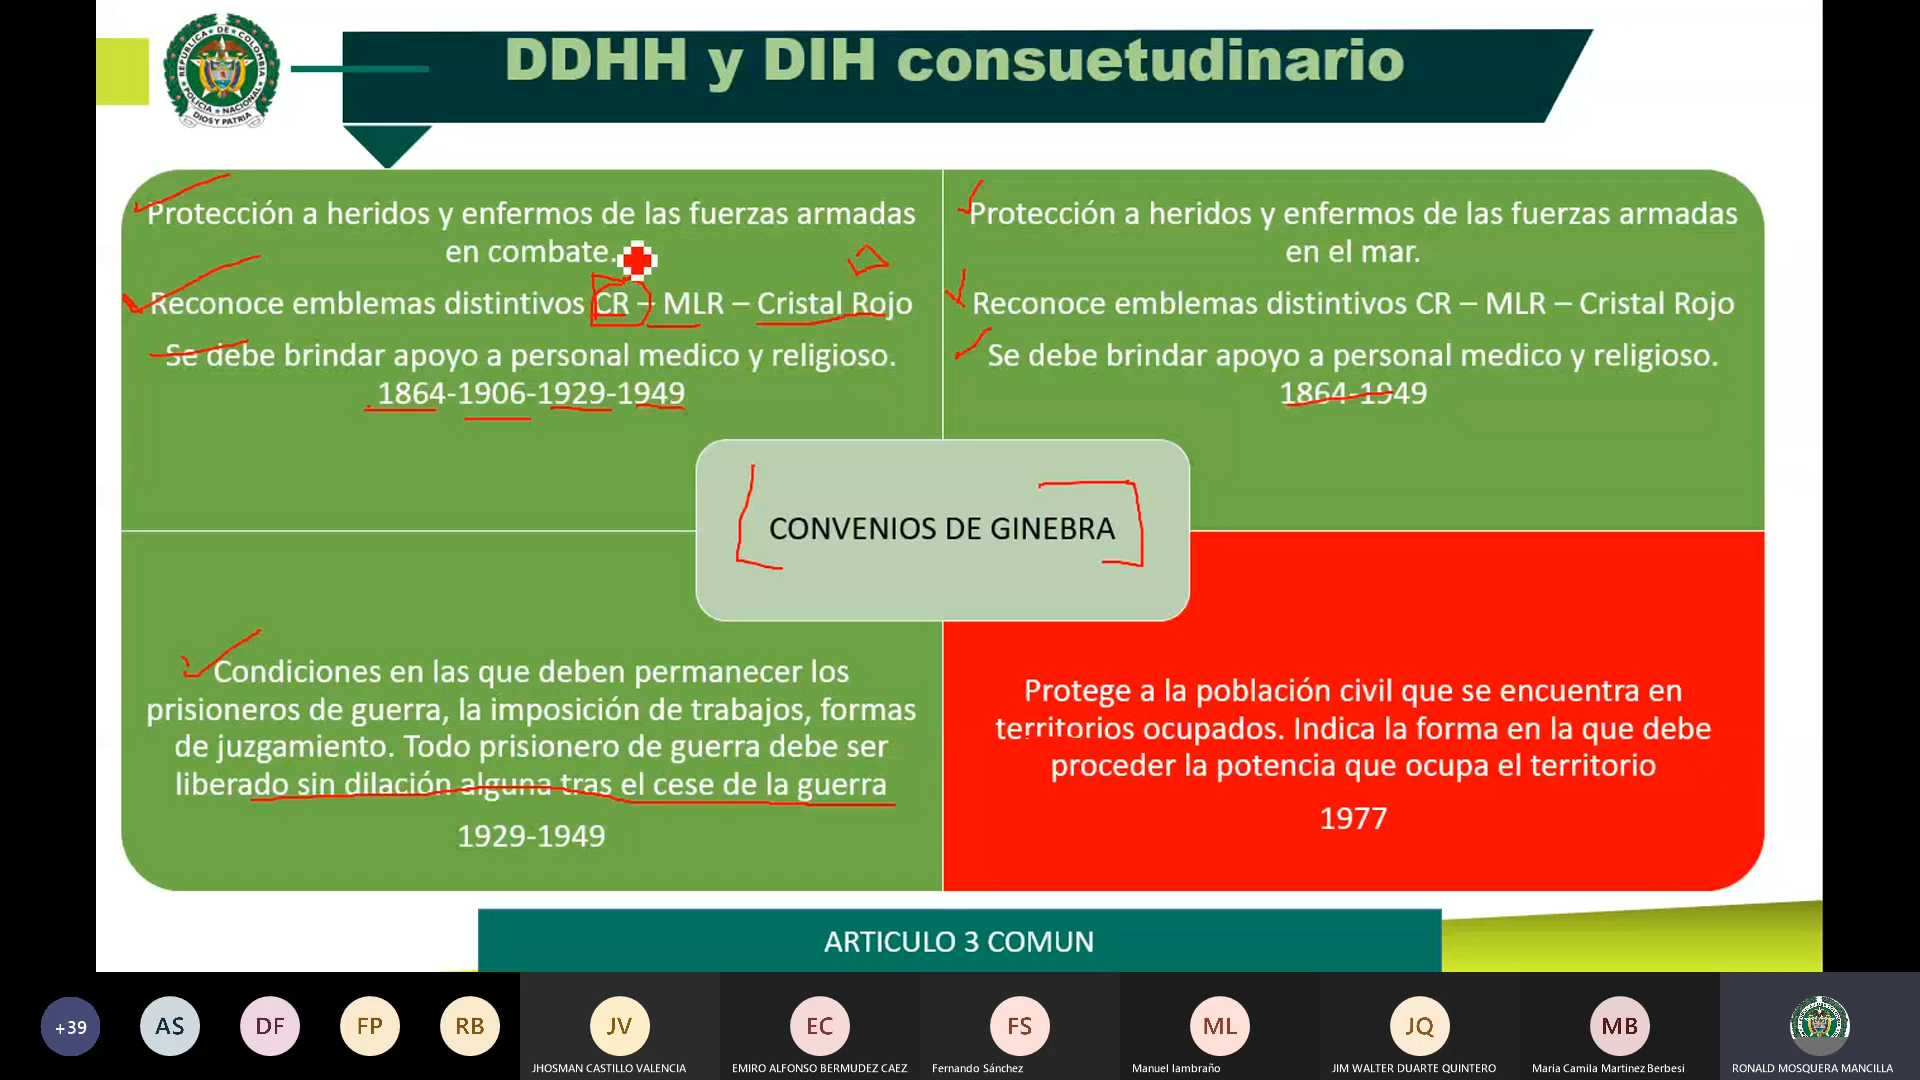 REPUBLICA DE COLOMBIA
POLICIA NACIONAL
DIOS Y PATRIA
DDHH y DIH consuetudinario
Protección a heridos y enfermos de las fuerzas armadas
en combate.
Reconoce emblemas distintivos CR – MLR – Cristal Rojo
Se debe brindar apoyo a personal medico y religioso.
1864-1906-1929-1949
Protección a heridos y enfermos de las fuerzas armadas
en el mar.
Reconoce emblemas distintivos CR – MLR – Cristal Rojo
Se debe brindar apoyo a personal medico y religioso.
1864-1949
CONVENIOS DE GINEBRA
Condiciones en las que deben permanecer los
prisioneros de guerra, la imposición de trabajos, formas
de juzgamiento. Todo prisionero de guerra debe ser
liberado sin dilación alguna tras el cese de la guerra
1929-1949
Protege a la población civil que se encuentra en
territorios ocupados. Indica la forma en la que debe
proceder la potencia que ocupa el territorio
1977
ARTICULO 3 COMUN
+39
AS
DF
FP
RB
JV
EC
FS
ML
JQ
MB
JHOSMAN CASTILLO VALENCIA
EMIRO ALFONSO BERMUDEZ CAEZ
Fernando Sánchez
Manuel lambraño
JIM WALTER DUARTE QUINTERO
Maria Camila Martinez Berbesi
RONALD MOSQUERA MANCILLA